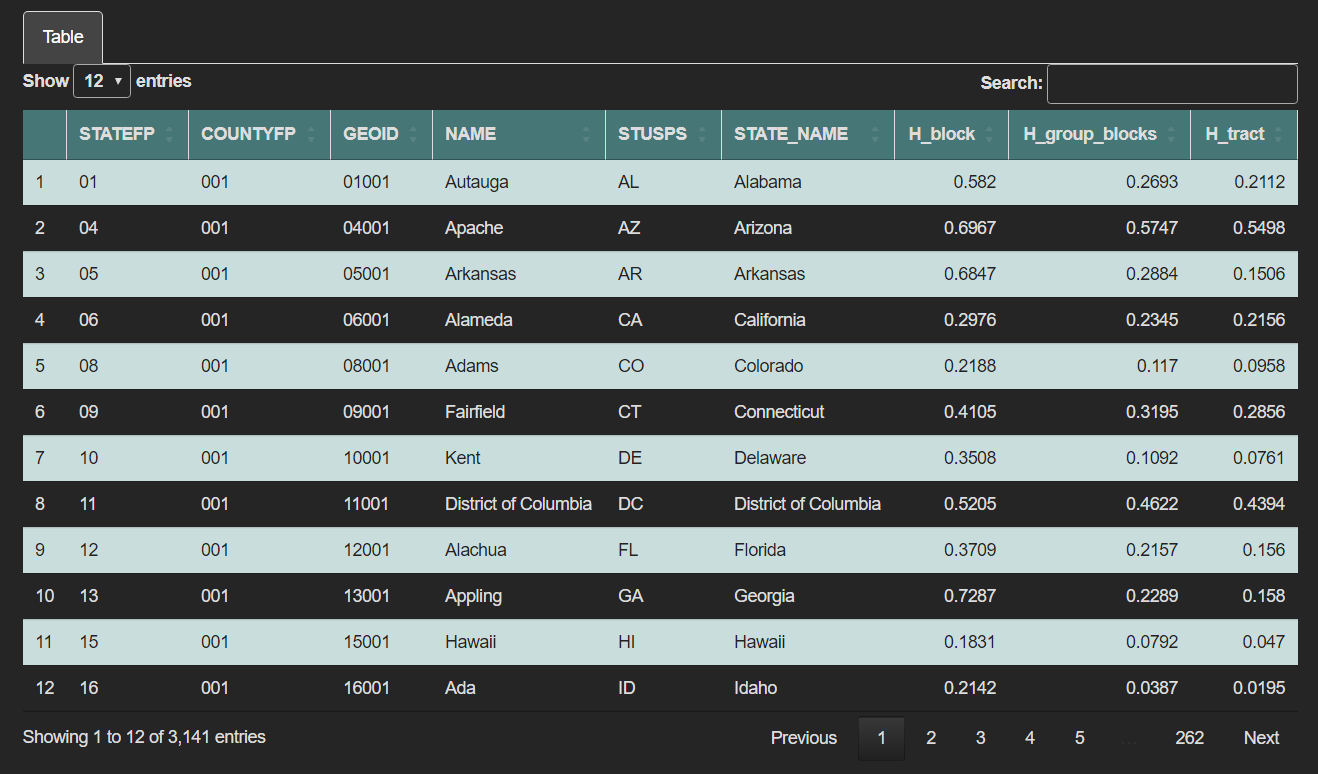 Table
Show 12 entries Search:
STATEFP COUNTYFP GEOID NAME STUSPS STATE_NAME H_block H_group_blocks H_tract
1 01 001 01001 Autauga AL Alabama 0.582 0.2693 0.2112
2 04 001 04001 Apache AZ Arizona 0.6967 0.5747 0.5498
3 05 001 05001 Arkansas AR Arkansas 0.6847 0.2884 0.1506
4 06 001 06001 Alameda CA California 0.2976 0.2345 0.2156
5 08 001 08001 Adams CO Colorado 0.2188 0.117 0.0958
6 09 001 09001 Fairfield CT Connecticut 0.4105 0.3195 0.2856
7 10 001 10001 Kent DE Delaware 0.3508 0.1092 0.0761
8 11 001 11001 District of Columbia DC District of Columbia 0.5205 0.4622 0.4394
9 12 001 12001 Alachua FL Florida 0.3709 0.2157 0.156
10 13 001 13001 Appling GA Georgia 0.7287 0.2289 0.158
11 15 001 15001 Hawaii HI Hawaii 0.1831 0.0792 0.047
12 16 001 16001 Ada ID Idaho 0.2142 0.0387 0.0195
Showing 1 to 12 of 3,141 entries Previous 1 2 3 4 5 ... 262 Next